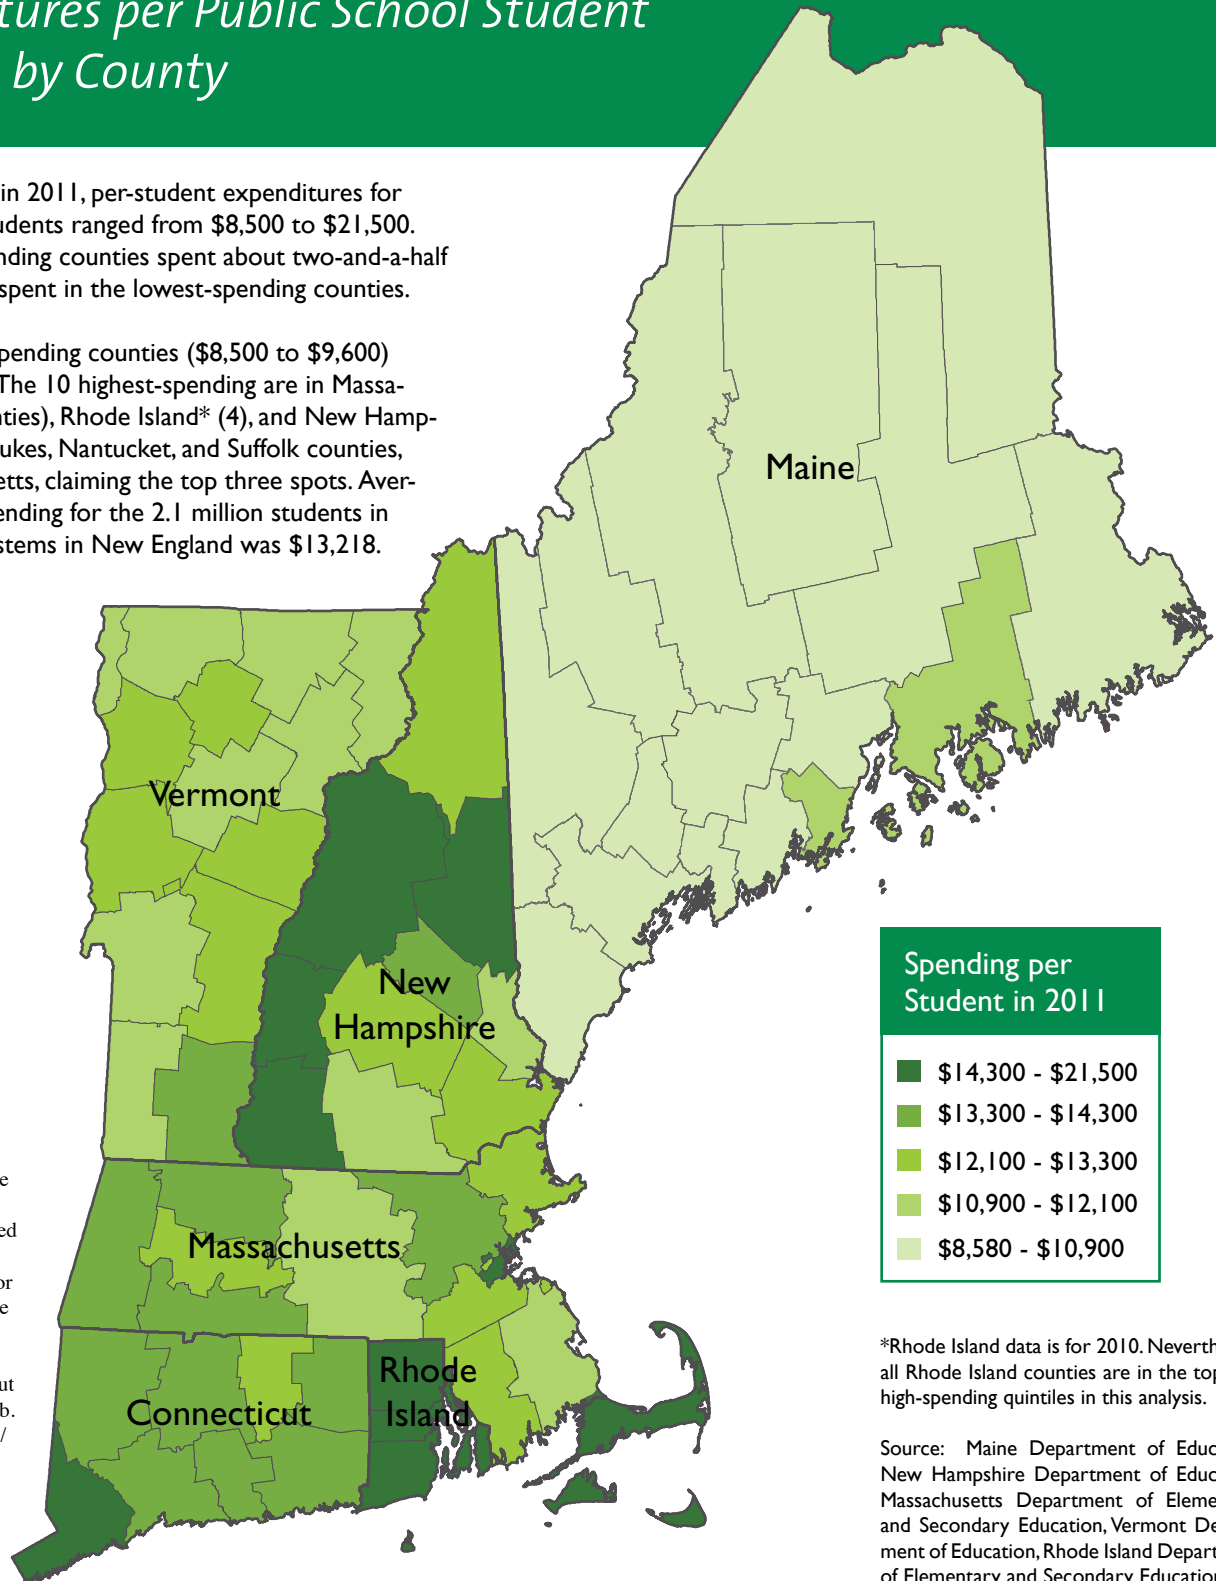 tures per Public School Student
by County
in 2011, per-student expenditures for
udents ranged from $8,500 to $21,500.
nding counties spent about two-and-a-half
spent in the lowest-spending counties.
pending counties ($8,500 to $9,600)
The 10 highest-spending are in Massa-
nties), Rhode Island* (4), and New Hamp-
ukes, Nantucket, and Suffolk counties,
etts, claiming the top three spots. Aver-
ending for the 2.1 million students in
stems in New England was $13,218.
Maine
Vermont
New
Hampshire
Massachusetts
Rhode
Island
Connecticut
e
ed
or
e
ut
b.
/
Spending per
Student in 2011
$14,300 - $21,500
$13,300 - $14,300
$12,100 - $13,300
$10,900 - $12,100
$8,580 - $10,900
*Rhode Island data is for 2010. Neverth
all Rhode Island counties are in the top
high-spending quintiles in this analysis.
Source: Maine Department of Educ
New Hampshire Department of Educ
Massachusetts Department of Eleme
and Secondary Education, Vermont De
ment of Education, Rhode Island Depart
of Elementary and Secondary Education